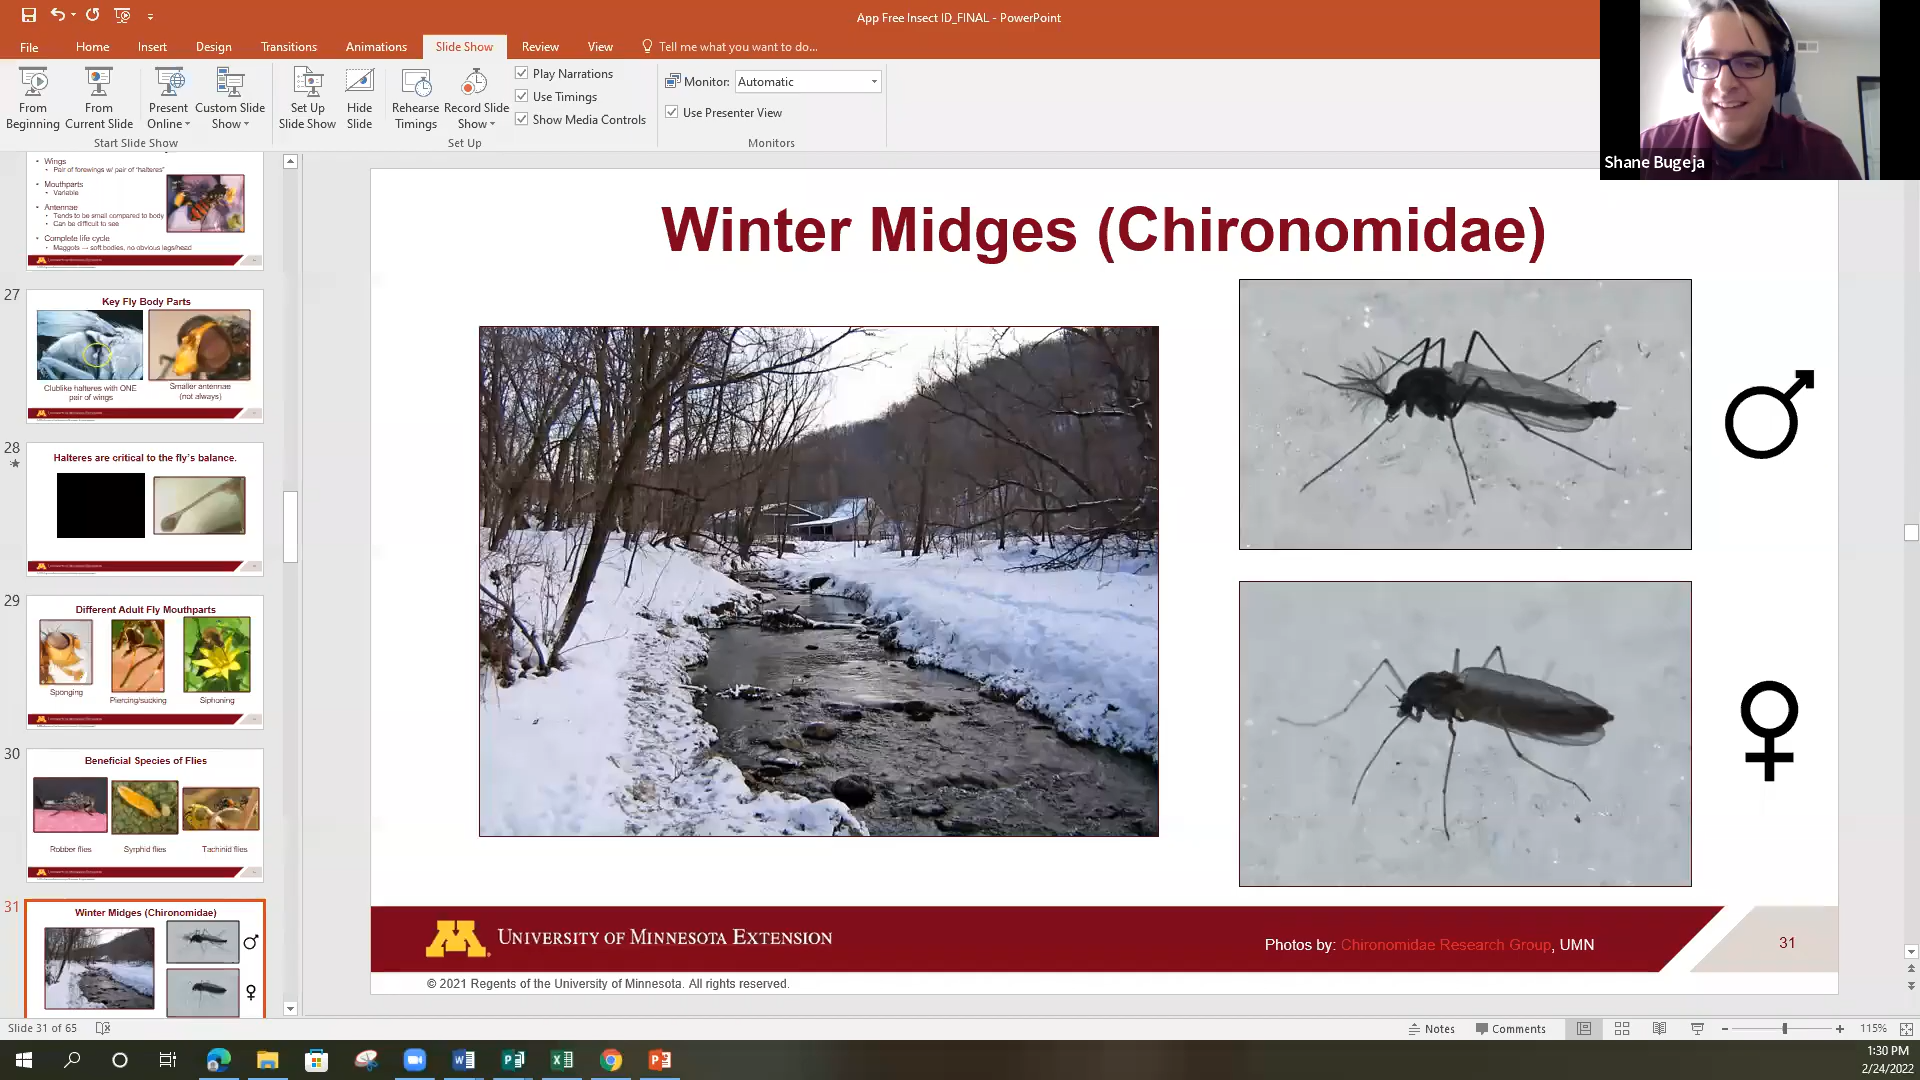 App Free Insect ID_FINAL - PowerPoint
File Home Insert Design Transitions Animations Slide Show Review View Tell me what you want to do...
From Beginning
From Current Slide
Present Online
Custom Slide Show
Start Slide Show
Set Up Slide Show
Hide Slide
Rehearse Timings
Record Slide Show
Play Narrations
Use Timings
Show Media Controls
Set Up
Monitor: Automatic
Use Presenter View
Monitors
Shane Bugeja
• Wings
• Pair of forewings w/ pair of "halteres"
• Mouthparts
• Variable
• Antennae
• Tends to be small compared to body
• Can be difficult to see
• Complete life cycle
• Maggots → soft bodies, no obvious legs/head
27
Key Fly Body Parts
Clublike halteres with ONE
pair of wings
Smaller antennae
(not always)
28
Halteres are critical to the fly's balance.
29
Different Adult Fly Mouthparts
Sponging
Piercing/sucking
Siphoning
30
Beneficial Species of Flies
Robber flies
Syrphid flies
Tachinid flies
31
Winter Midges (Chironomidae)
Winter Midges (Chironomidae)
University of Minnesota Extension
Photos by: Chironomidae Research Group, UMN
31
© 2021 Regents of the University of Minnesota. All rights reserved.
Slide 31 of 65
Notes
Comments
115%
1:30 PM
2/24/2022